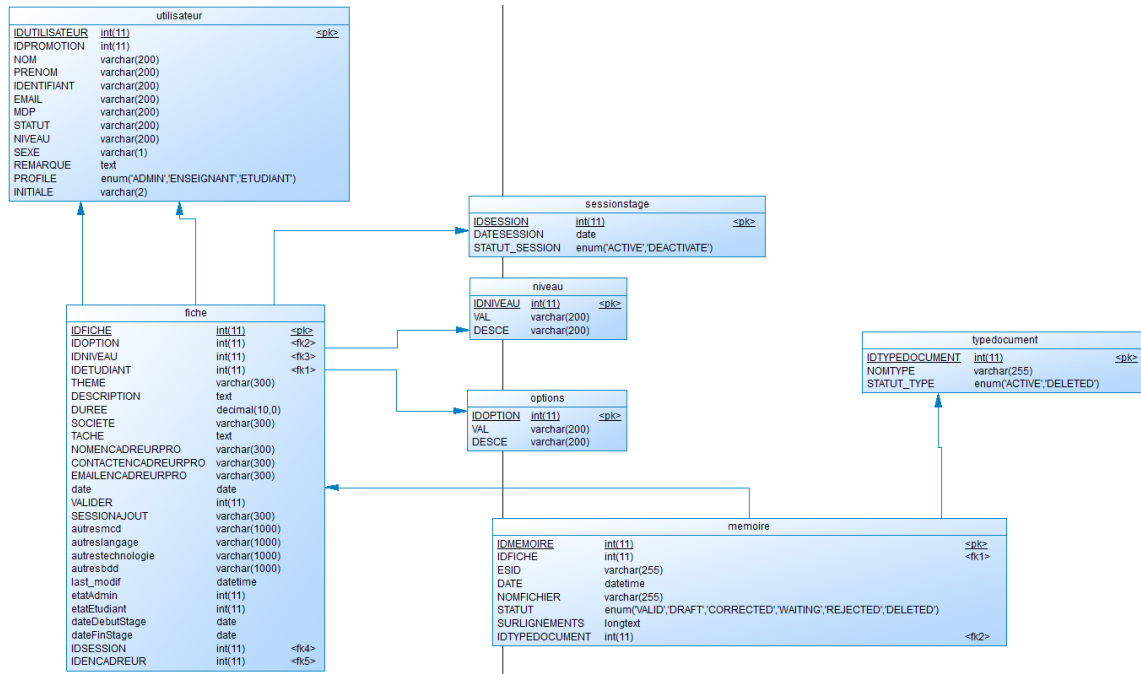 utilisateur
IDUTILISATEUR int(11) <pk>
IDPROMOTION int(11)
NOM varchar(200)
PRENOM varchar(200)
IDENTIFIANT varchar(200)
EMAIL varchar(200)
MDP varchar(200)
STATUT varchar(200)
NIVEAU varchar(200)
SEXE varchar(1)
REMARQUE text
PROFILE enum('ADMIN','ENSEIGNANT','ETUDIANT')
INITIALE varchar(2)
sessionstage
IDSESSION int(11) <pk>
DATESESSION date
STATUT_SESSION enum('ACTIVE','DEACTIVATE')
niveau
IDNIVEAU int(11) <pk>
VAL varchar(200)
DESCE varchar(200)
fiche
IDFICHE int(11) <pk>
IDOPTION int(11) <fk2>
IDNIVEAU int(11) <fk3>
IDETUDIANT int(11) <fk1>
THEME varchar(300)
DESCRIPTION text
DUREE decimal(10,0)
SOCIETE varchar(300)
TACHE text
NOMENCADREURPRO varchar(300)
CONTACTENCADREURPRO varchar(300)
EMAILENCADREURPRO varchar(300)
date date
VALIDER int(11)
SESSIONAJOUT varchar(300)
autresmcd varchar(1000)
autreslangage varchar(1000)
autrestechnologie varchar(1000)
autresbdd varchar(1000)
last_modif datetime
etatAdmin int(11)
etatEtudiant int(11)
dateDebutStage date
dateFinStage date
IDSESSION int(11) <fk4>
IDENCADREUR int(11) <fk5>
typedocument
IDTYPEDOCUMENT int(11) <pk>
NOMTYPE varchar(255)
STATUT_TYPE enum('ACTIVE','DELETED')
options
IDOPTION int(11) <pk>
VAL varchar(200)
DESCE varchar(200)
memoire
IDMEMOIRE int(11) <pk>
IDFICHE int(11) <fk1>
ESID varchar(255)
DATE datetime
NOMFICHIER varchar(255)
STATUT enum('VALID','DRAFT','CORRECTED','WAITING','REJECTED','DELETED')
SURLIGNEMENTS longtext
IDTYPEDOCUMENT int(11) <fk2>